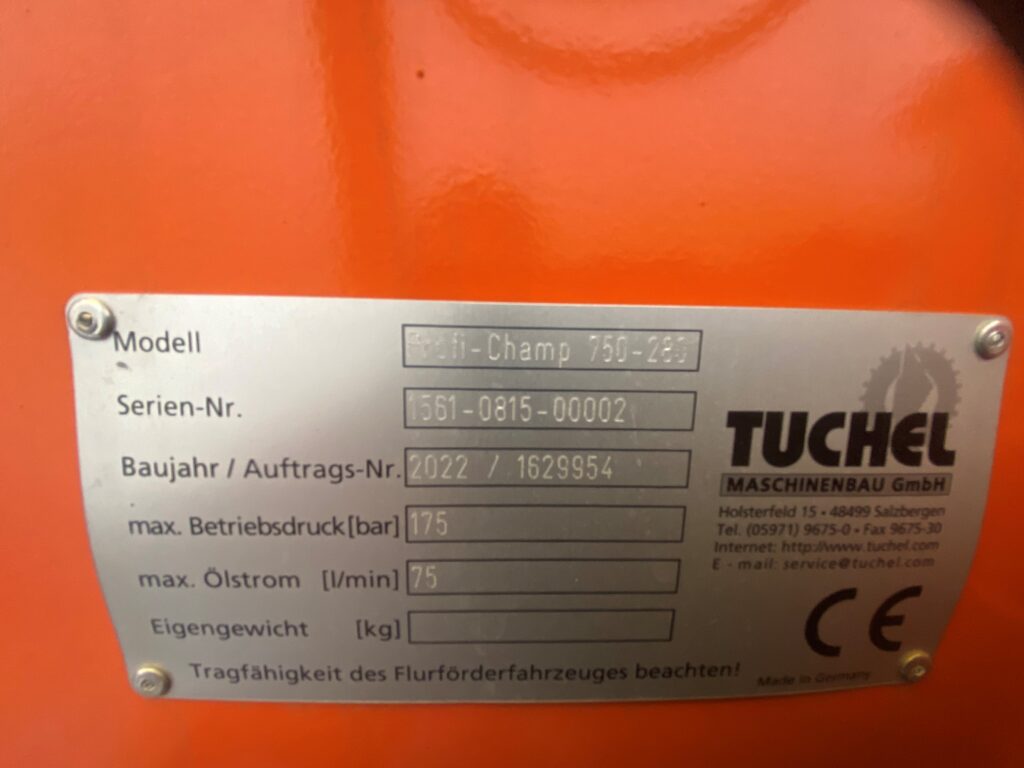 Modell Profi-Champ 750-280
Serien-Nr. 1561-0815-00002
Baujahr / Auftrags-Nr. 2022 / 1629954
max. Betriebsdruck[bar] 175
max. Ölstrom [l/min] 75
Eigengewicht [kg]
Tragfähigkeit des Flurförderfahrzeuges beachten!
TUCHEL
MASCHINENBAU GmbH
Holsterfeld 15 • 48499 Salzbergen
Tel. (05971) 9675-0 • Fax 9675-30
Internet: http://www.tuchel.com
E - mail: service@tuchel.com
CE
Made in Germany